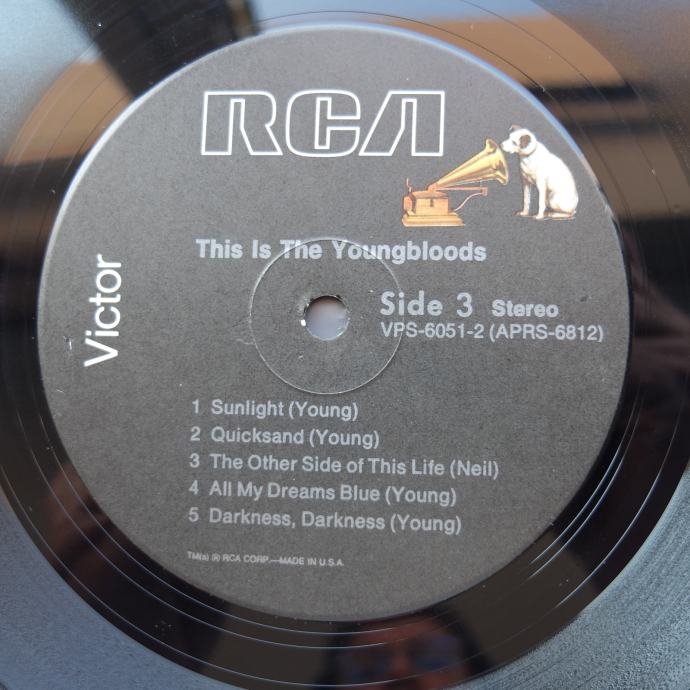 RCA
This Is The Youngbloods
Victor
Side 3 Stereo
VPS-6051-2 (APRS-6812)
1 Sunlight (Young)
2 Quicksand (Young)
3 The Other Side of This Life (Neil)
4 All My Dreams Blue (Young)
5 Darkness, Darkness (Young)
TM(s) ® RCA CORP.—MADE IN U.S.A.